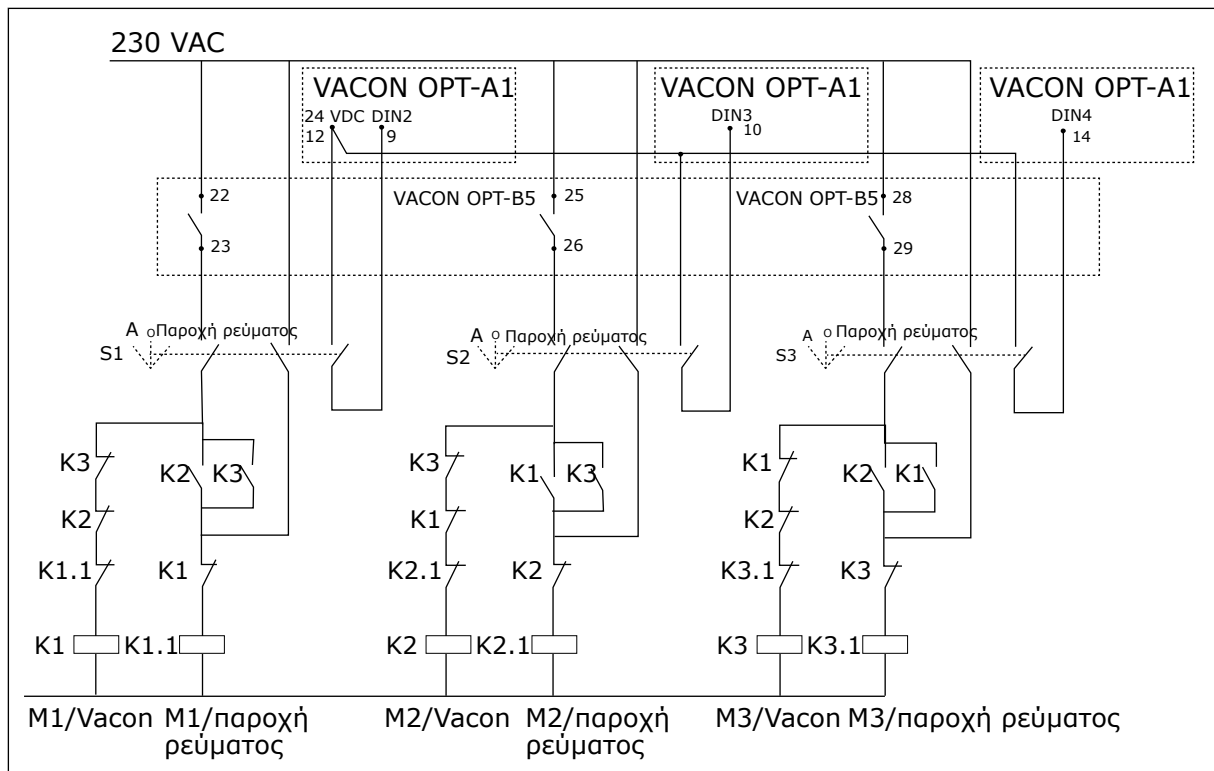 230 VAC
VACON OPT-A1
24 VDC DIN2
12 9
VACON OPT-A1
DIN3
10
VACON OPT-A1
DIN4
14
22
23
VACON OPT-B5
25
26
VACON OPT-B5
28
29
A O Παροχή ρεύματος
S1
A O Παροχή ρεύματος
S2
A O Παροχή ρεύματος
S3
K3 K2 K3
K2
K1.1 K1
K1 K1.1
K3 K1 K3
K1
K2.1 K2
K2 K2.1
K1 K2 K1
K2
K3.1 K3
K3 K3.1
M1/Vacon
M1/παροχή
ρεύματος
M2/Vacon
M2/παροχή
ρεύματος
M3/Vacon
M3/παροχή ρεύματος